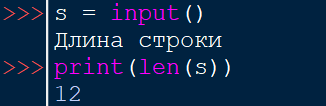 >>> s = input()
Длина строки
>>> print(len(s))
12